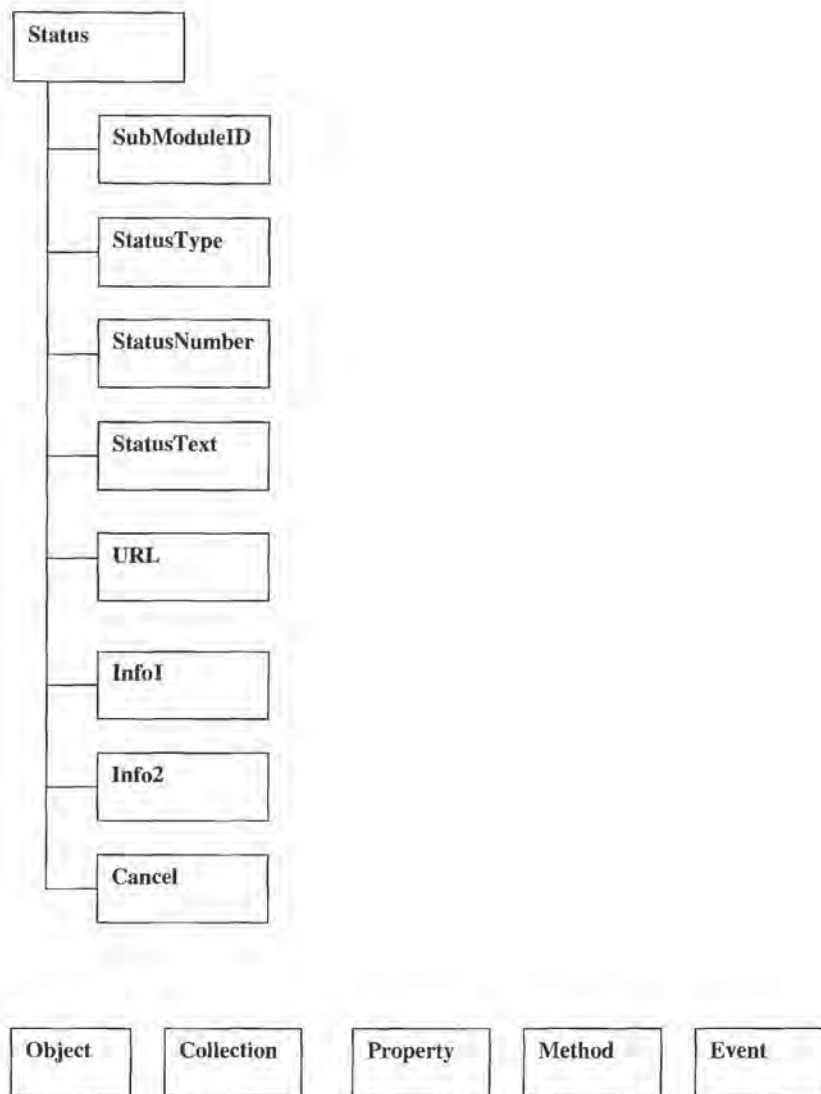 Status
SubModuleID
StatusType
StatusNumber
StatusText
URL
Info1
Info2
Cancel
Object Collection Property Method Event